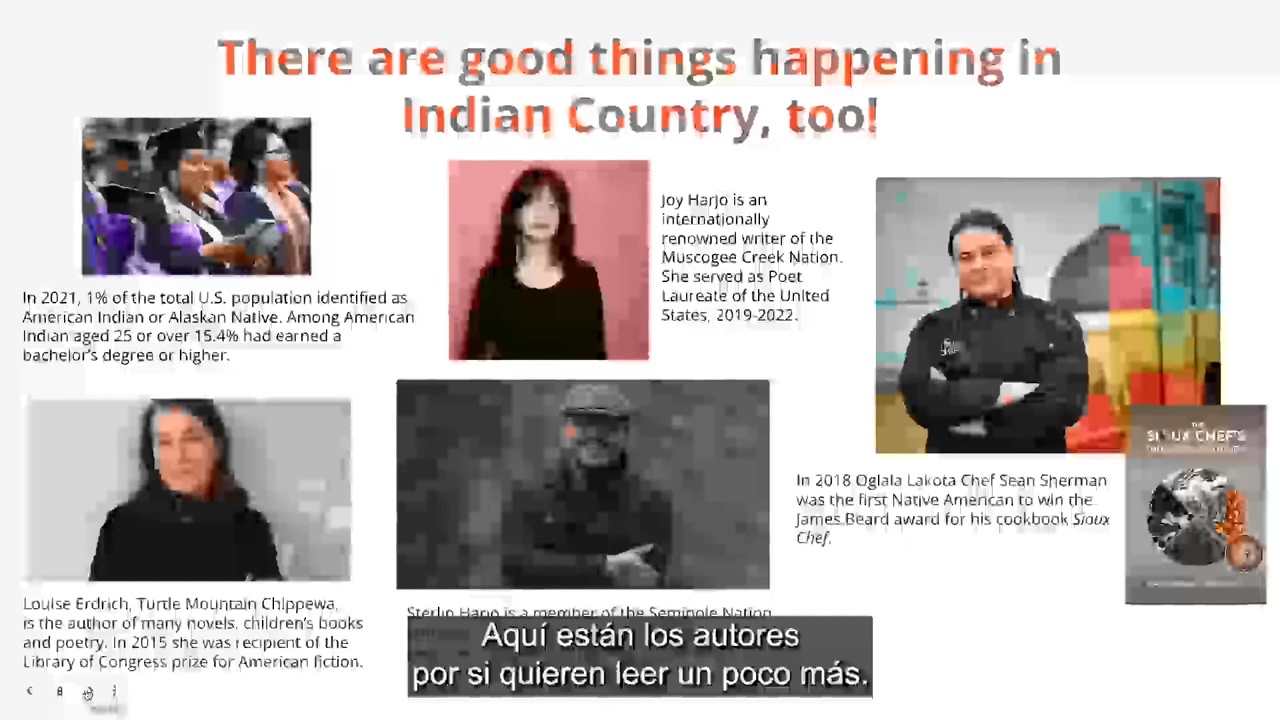 There are good things happening in
Indian Country, too!
Joy Harjo is an
internationally
renowned writer of the
Muscogee Creek Nation.
She served as Poet
Laureate of the United
States, 2019-2022.
In 2021, 1% of the total U.S. population identified as
American Indian or Alaskan Native. Among American
Indian aged 25 or over 15.4% had earned a
bachelor's degree or higher.
THE
SIOUX CHEF'S
In 2018 Oglala Lakota Chef Sean Sherman
was the first Native American to win the
James Beard award for his cookbook Sioux
Chef.
Louise Erdrich, Turtle Mountain Chippewa,
is the author of many novels, children's books
and poetry. In 2015 she was recipient of the
Library of Congress prize for American fiction.
Sterlin Harjo is a member of the Seminole Nation
Aquí están los autores
por si quieren leer un poco más.